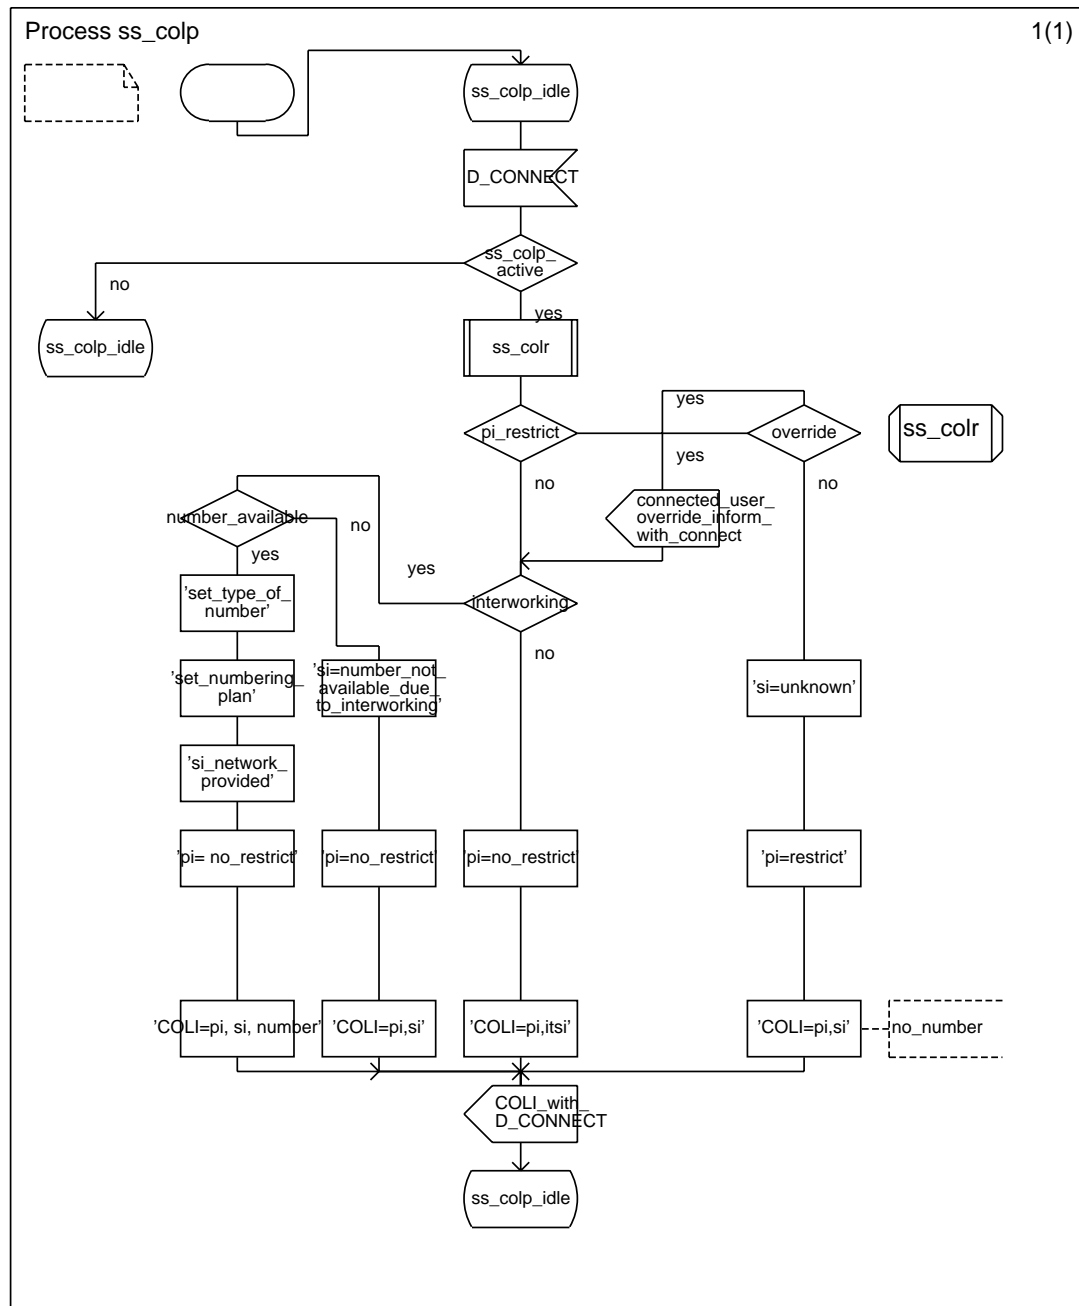 Process ss_colp
1(1)
ss_colp_idle
D_CONNECT
ss_colp_
active
no
yes
ss_colp_idle
ss_colr
yes
pi_restrict
override
ss_colr
yes
no
no
connected_user_
override_inform_
with_connect
number_available
no
yes
yes
'set_type_of_
number'
interworking
no
'set_numbering_
plan'
'si=number_not_
available_due_
to_interworking'
'si=unknown'
'si_network_
provided'
'pi= no_restrict'
'pi=no_restrict'
'pi=no_restrict'
'pi=restrict'
'COLI=pi, si, number'
'COLI=pi,si'
'COLI=pi,itsi'
'COLI=pi,si'
no_number
COLI_with_
D_CONNECT
ss_colp_idle